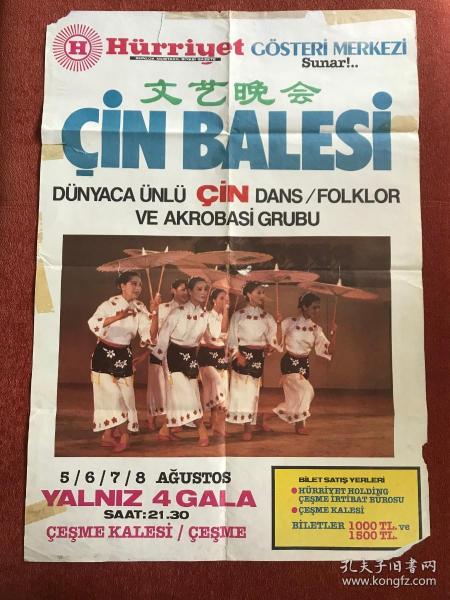 H
Hürriyet GÖSTERİ MERKEZİ
Sunar!..
文艺晚会
ÇİN BALESİ
DÜNYACA ÜNLÜ ÇİN DANS/FOLKLOR
VE AKROBASİ GRUBU
5/6/7/8 AĞUSTOS
YALNIZ 4 GALA
SAAT:21.30
ÇEŞME KALESİ / ÇEŞME
BİLET SATIŞ YERLERİ
HÜRRİYET HOLDİNG
ÇEŞME İRTİBAT BÜROSU
ÇEŞME KALESİ
BİLETLER 1000 TL. ve
1500 TL.
孔夫子旧书网
www.kongfz.com